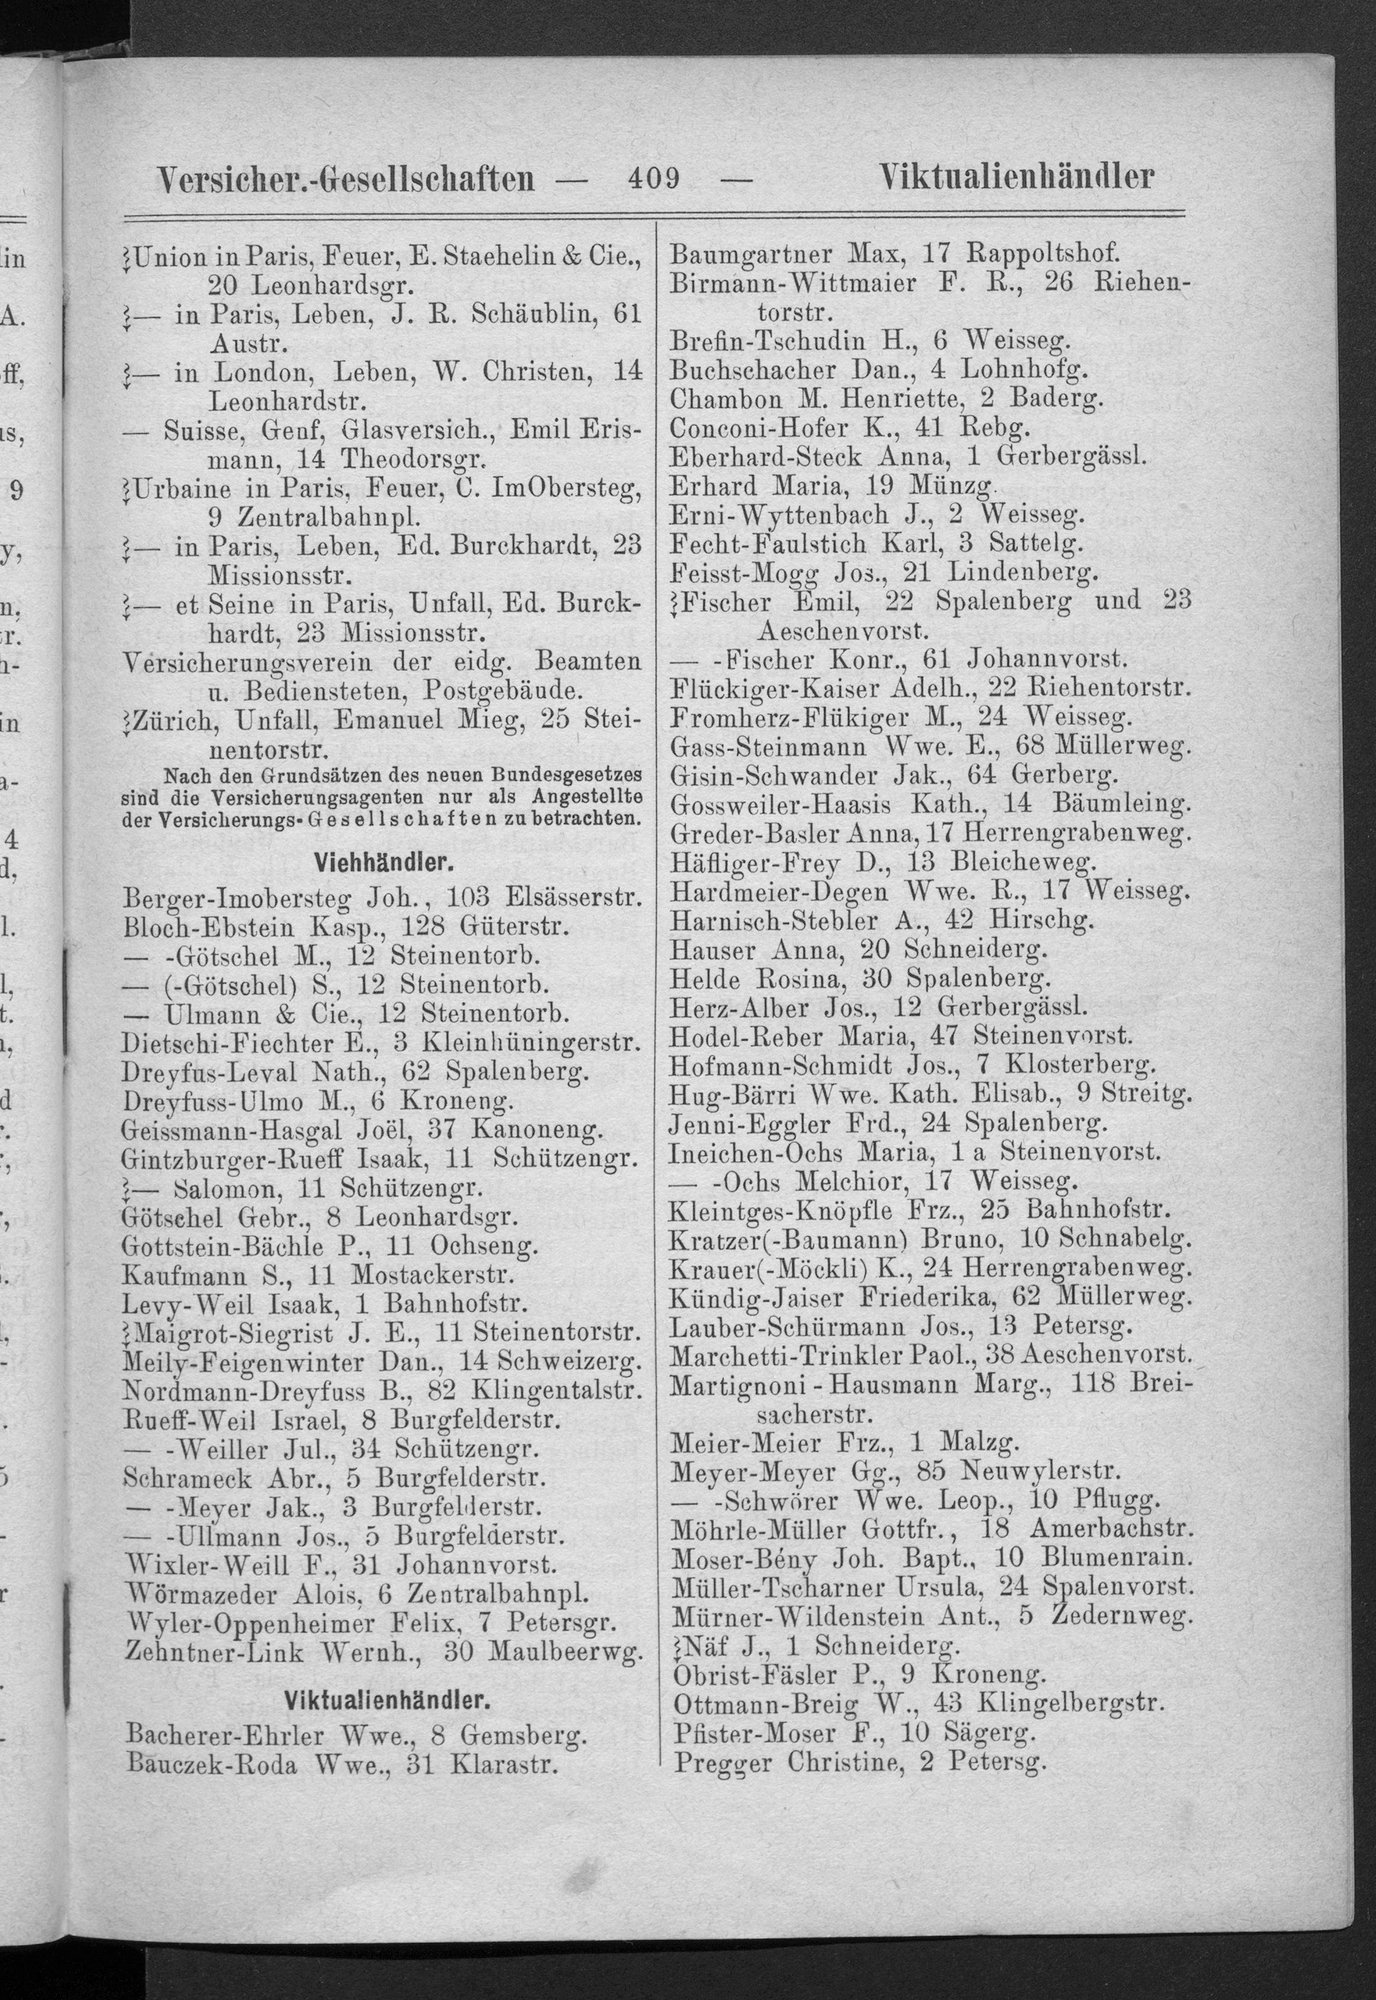 Versicher.-Gesellschaften — 409 — Viktualienhändler
⚕Union in Paris, Feuer, E. Staehelin & Cie.,
20 Leonhardsgr.
— in Paris, Leben, J. R. Schäublin, 61
Austr.
— in London, Leben, W. Christen, 14
Leonhardstr.
— Suisse, Genf, Glasversich., Emil Eris-
mann, 14 Theodorsgr.
Urbaine in Paris, Feuer, C. ImObersteg,
9 Zentralbahnpl.
— in Paris, Leben, Ed. Burckhardt, 23
Missionsstr.
— et Seine in Paris, Unfall, Ed. Burck-
hardt, 23 Missionsstr.
Versicherungsverein der eidg. Beamten
u. Bediensteten, Postgebäude.
Zürich, Unfall, Emanuel Mieg, 25 Stei-
nentorstr.
Nach den Grundsätzen des neuen Bundesgesetzes
sind die Versicherungsagenten nur als Angestellte
der Versicherungs-Gesellschaften zu betrachten.
Viehhändler.
Berger-Imobersteg Joh., 103 Elsässerstr.
Bloch-Ebstein Kasp., 128 Güterstr.
— -Götschel M., 12 Steinentorb.
— (-Götschel) S., 12 Steinentorb.
— Ulmann & Cie., 12 Steinentorb.
Dietschi-Fiechter E., 3 Kleinhüningerstr.
Dreyfus-Leval Nath., 62 Spalenberg.
Dreyfuss-Ulmo M., 6 Kroneng.
Geissmann-Hasgal Joël, 37 Kanoneng.
Gintzburger-Rueff Isaak, 11 Schützengr.
— Salomon, 11 Schützengr.
Götschel Gebr., 8 Leonhardsgr.
Gottstein-Bächle P., 11 Ochseng.
Kaufmann S., 11 Mostackerstr.
Levy-Weil Isaak, 1 Bahnhofstr.
Maigrot-Siegrist J. E., 11 Steinentorstr.
Meily-Feigenwinter Dan., 14 Schweizerg.
Nordmann-Dreyfuss B., 82 Klingentalstr.
Rueff-Weil Israel, 8 Burgfelderstr.
— -Weiller Jul., 34 Schützengr.
Schrameck Abr., 5 Burgfelderstr.
— -Meyer Jak., 3 Burgfelderstr.
— -Ullmann Jos., 5 Burgfelderstr.
Wixler-Weill F., 31 Johannvorst.
Wörmazeder Alois, 6 Zentralbahnpl.
Wyler-Oppenheimer Felix, 7 Petersgr.
Zehntner-Link Wernh., 30 Maulbeerwg.
Viktualienhändler.
Bacherer-Ehrler Wwe., 8 Gemsberg.
Bauczek-Roda Wwe., 31 Klarastr.
Baumgartner Max, 17 Rappoltshof.
Birmann-Wittmaier F. R., 26 Riehen-
torstr.
Brefin-Tschudin H., 6 Weisseg.
Buchschacher Dan., 4 Lohnhofg.
Chambon M. Henriette, 2 Baderg.
Conconi-Hofer K., 41 Rebg.
Eberhard-Steck Anna, 1 Gerbergässl.
Erhard Maria, 19 Münzg.
Erni-Wyttenbach J., 2 Weisseg.
Fecht-Faulstich Karl, 3 Sattelg.
Feisst-Mogg Jos., 21 Lindenberg.
Fischer Emil, 22 Spalenberg und 23
Aeschenvorst.
— -Fischer Konr., 61 Johannvorst.
Flückiger-Kaiser Adelh., 22 Riehentorstr.
Fromherz-Flükiger M., 24 Weisseg.
Gass-Steinmann Wwe. E., 68 Müllerweg.
Gisin-Schwander Jak., 64 Gerberg.
Gossweiler-Haasis Kath., 14 Bäumleing.
Greder-Basler Anna, 17 Herrengrabenweg.
Häfliger-Frey D., 13 Bleicheweg.
Hardmeier-Degen Wwe. R., 17 Weisseg.
Harnisch-Stebler A., 42 Hirschg.
Hauser Anna, 20 Schneiderg.
Helde Rosina, 30 Spalenberg.
Herz-Alber Jos., 12 Gerbergässl.
Hodel-Reber Maria, 47 Steinenvorst.
Hofmann-Schmidt Jos., 7 Klosterberg.
Hug-Bärri Wwe. Kath. Elisab., 9 Streitg.
Jenni-Eggler Frd., 24 Spalenberg.
Ineichen-Ochs Maria, 1 a Steinenvorst.
— -Ochs Melchior, 17 Weisseg.
Kleintges-Knöpfle Frz., 25 Bahnhofstr.
Kratzer(-Baumann) Bruno, 10 Schnabelg.
Krauer(-Möckli) K., 24 Herrengrabenweg.
Kündig-Jaiser Friederika, 62 Müllerweg.
Lauber-Schürmann Jos., 13 Petersg.
Marchetti-Trinkler Paol., 38 Aeschenvorst.
Martignoni-Hausmann Marg., 118 Brei-
sacherstr.
Meier-Meier Frz., 1 Malzg.
Meyer-Meyer Gg., 85 Neuwylerstr.
— -Schwörer Wwe. Leop., 10 Pflugg.
Möhrle-Müller Gottfr., 18 Amerbachstr.
Moser-Bény Joh. Bapt., 10 Blumenrain.
Müller-Tscharner Ursula, 24 Spalenvorst.
Mürner-Wildenstein Ant., 5 Zedernweg.
Näf J., 1 Schneiderg.
Obrist-Fäsler P., 9 Kroneng.
Ottmann-Breig W., 43 Klingelbergstr.
Pfister-Moser F., 10 Sägerg.
Pregger Christine, 2 Petersg.